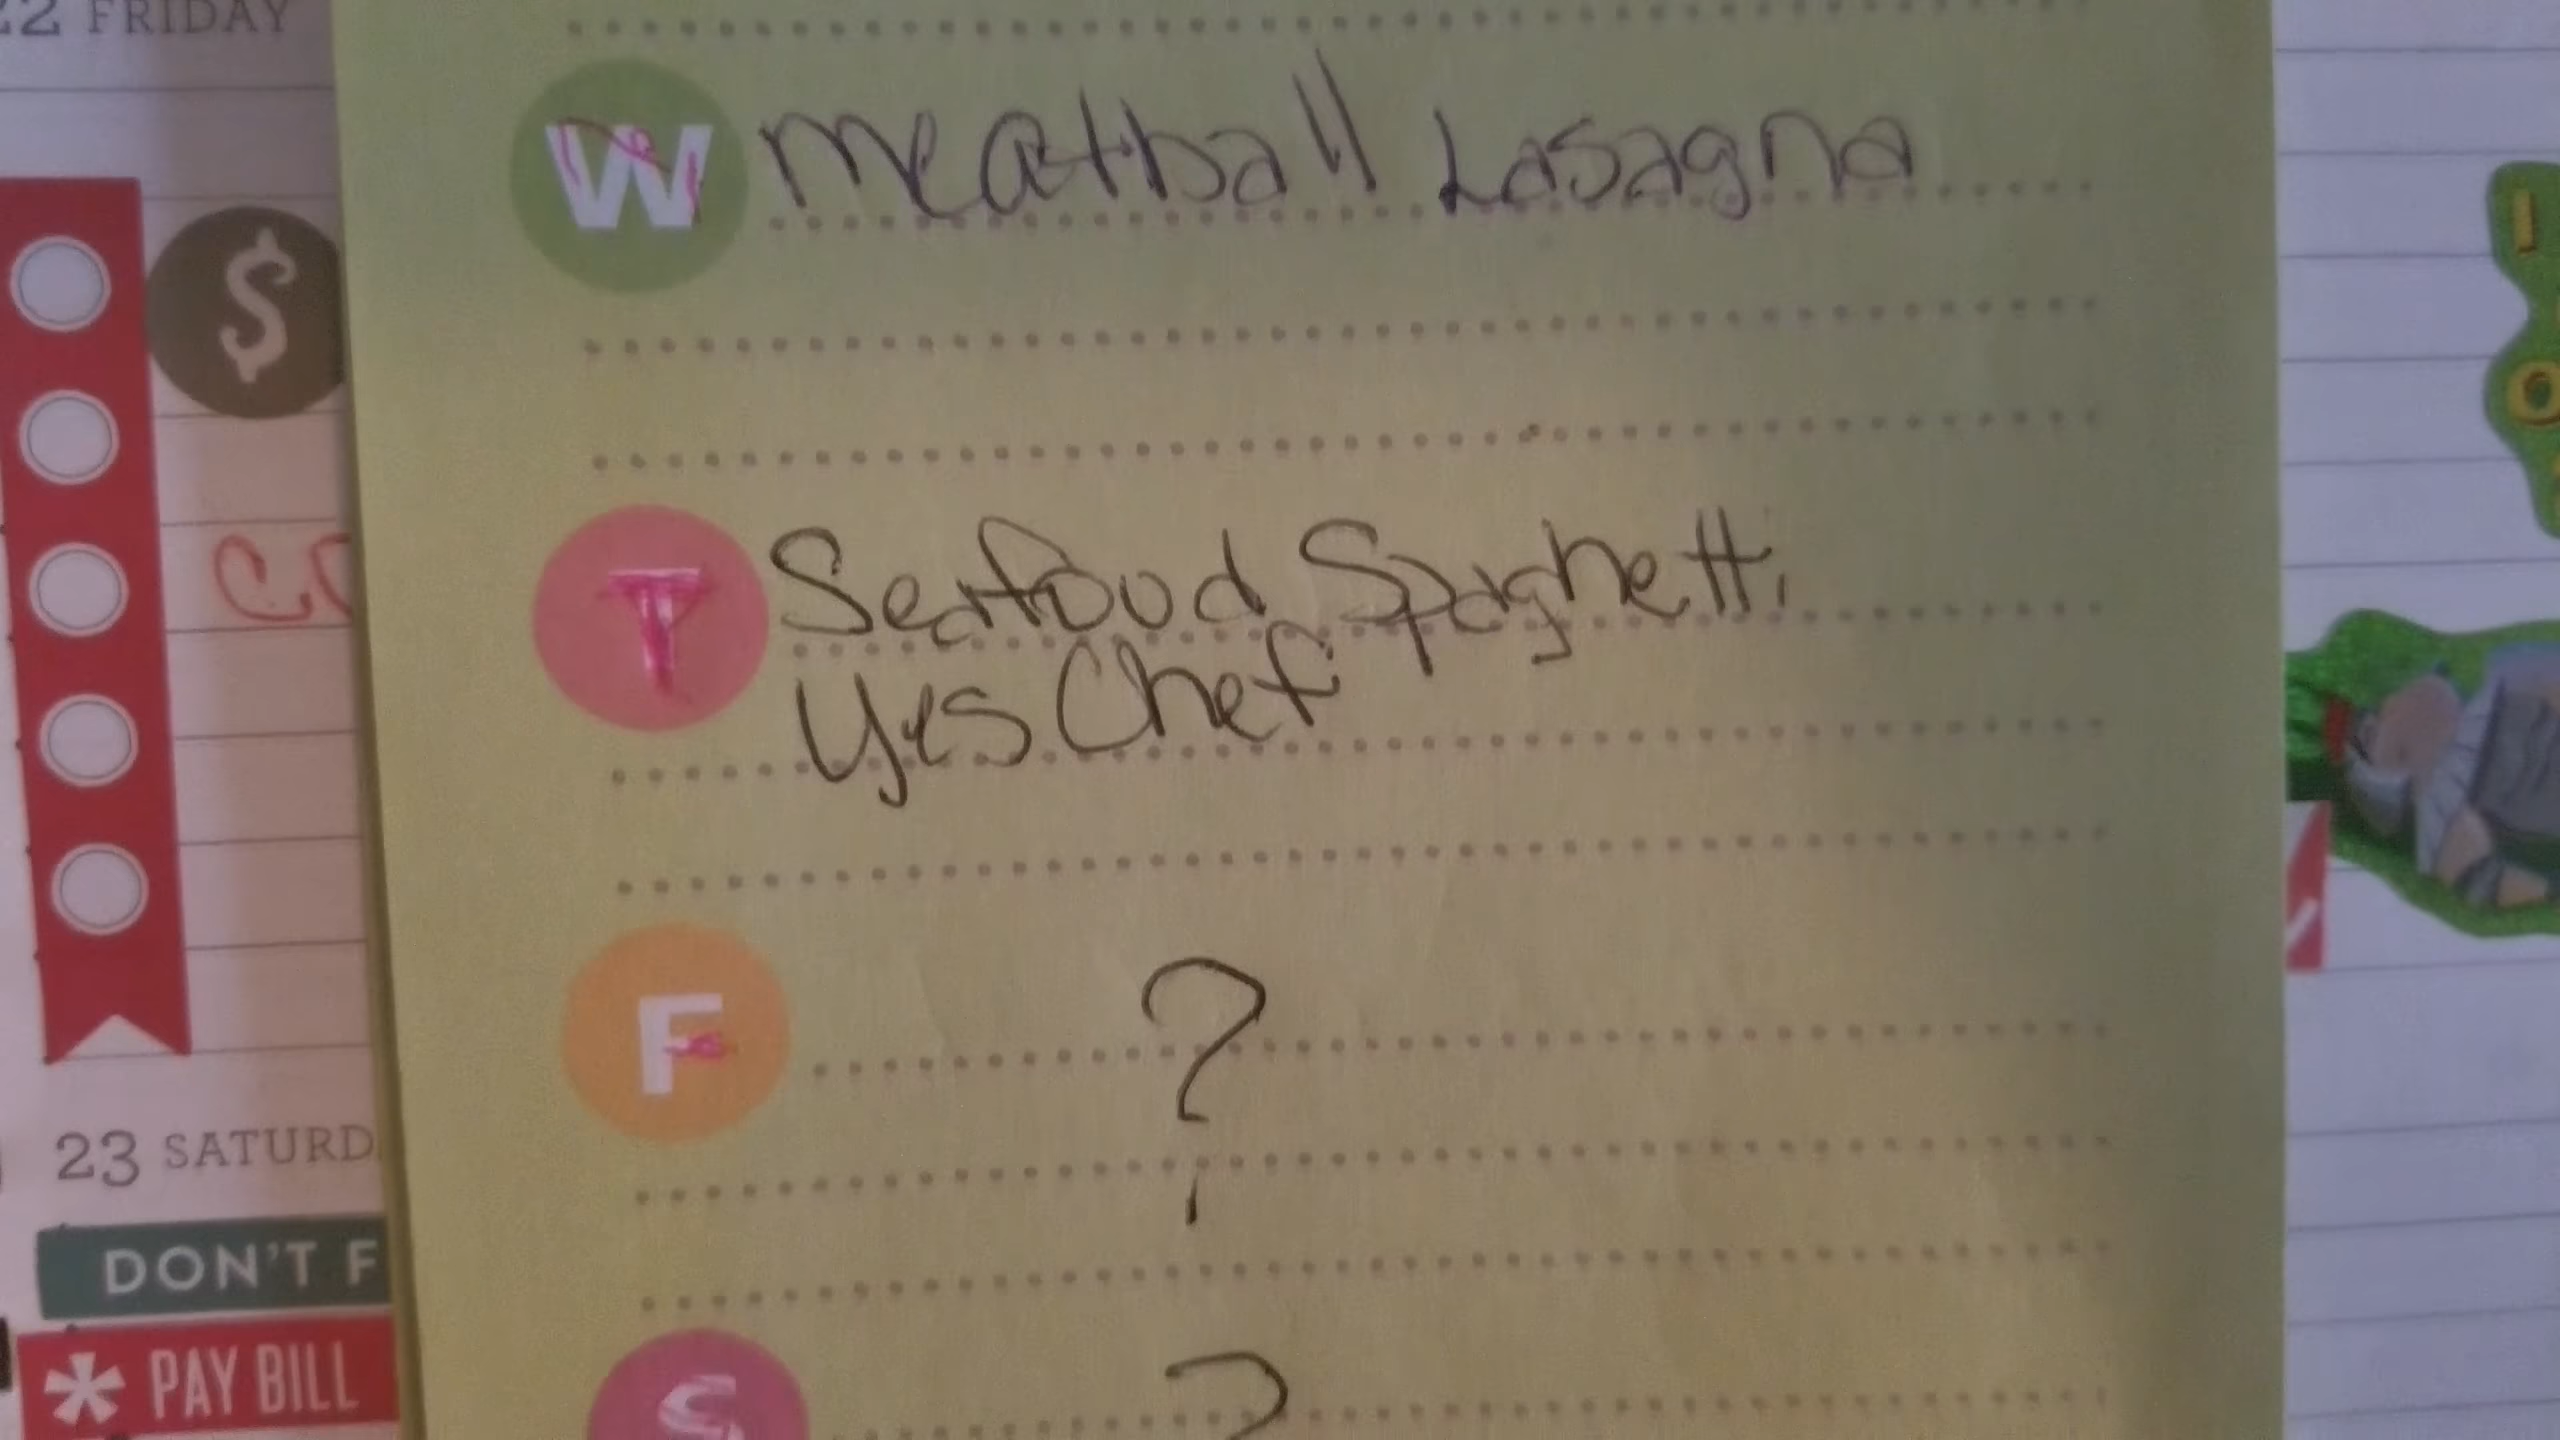 22 FRIDAY
W meatball Lasagna
$
T Seafood Spaghetti
Yes Chef
F ?
23 SATURD
DON'T F
* PAY BILL
S ?